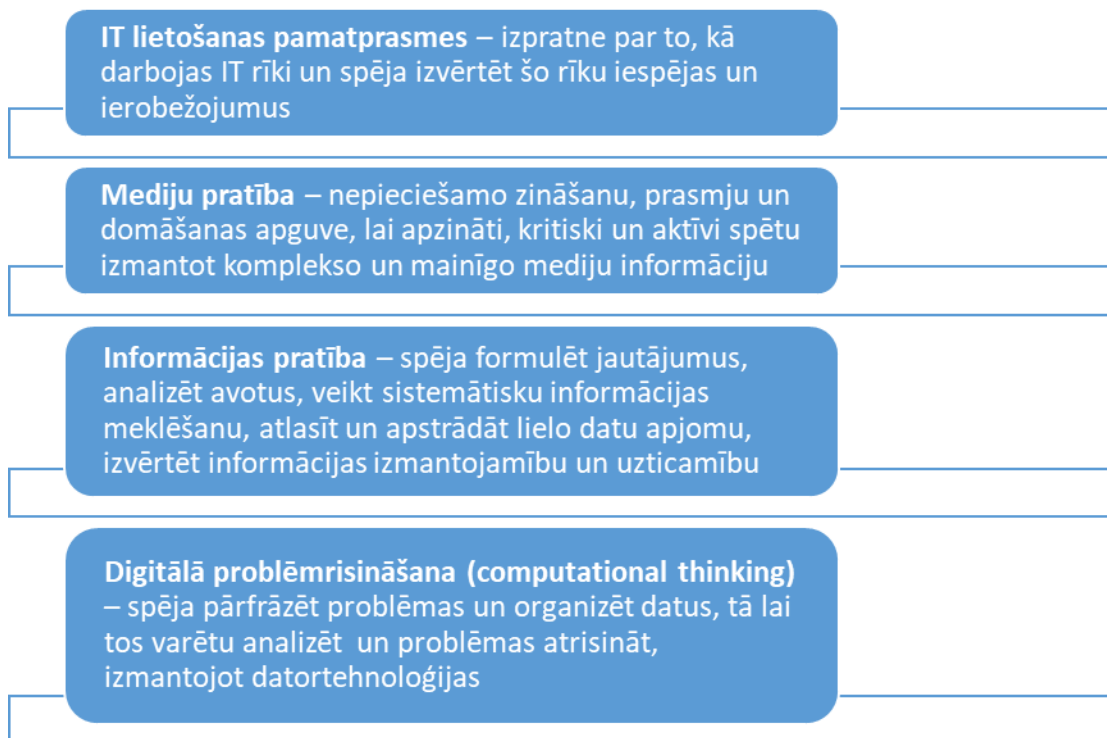 IT lietošanas pamatprasmes – izpratne par to, kā
darbojas IT rīki un spēja izvērtēt šo rīku iespējas un
ierobežojumus
Mediju pratība – nepieciešamo zināšanu, prasmju un
domāšanas apguve, lai apzināti, kritiski un aktīvi spētu
izmantot komplekso un mainīgo mediju informāciju
Informācijas pratība – spēja formulēt jautājumus,
analizēt avotus, veikt sistemātisku informācijas
meklēšanu, atlasīt un apstrādāt lielo datu apjomu,
izvērtēt informācijas izmantojamību un uzticamību
Digitālā problēmrisināšana (computational thinking)
– spēja pārfrāzēt problēmas un organizēt datus, tā lai
tos varētu analizēt  un problēmas atrisināt,
izmantojot datortehnoloģijas